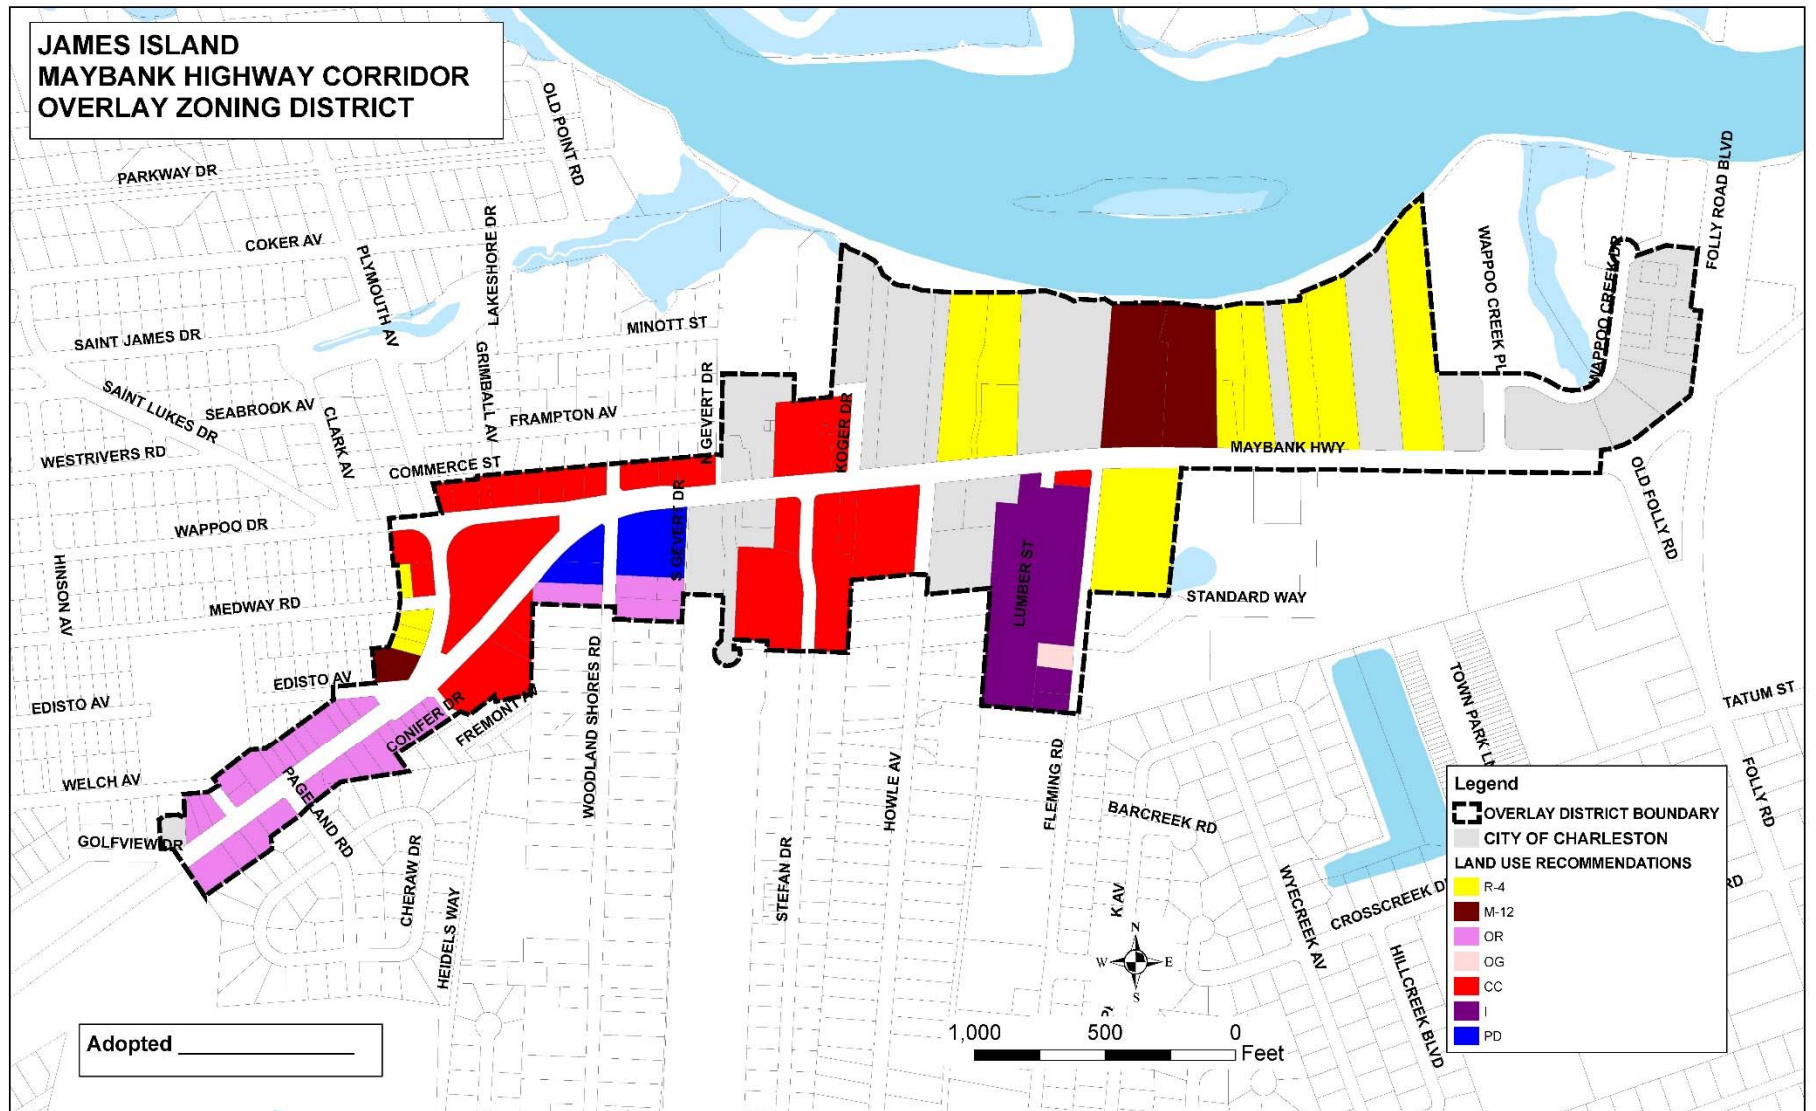 JAMES ISLAND
MAYBANK HIGHWAY CORRIDOR
OVERLAY ZONING DISTRICT
OLD POINT RD
FOLLY ROAD BLVD
PARKWAY DR
COKER AV
PLYMOUTH AV
LAKESHORE DR
WAPPOO CREEK PL
WAPPOO CREEK DR
SAINT JAMES DR
MINOTT ST
GRIMBALL AV
N GEVERT DR
SAINT LUKES DR
SEABROOK AV
CLARK AV
FRAMPTON AV
KOGER DR
MAYBANK HWY
WESTRIVERS RD
COMMERCE ST
OLD FOLLY RD
WAPPOO DR
S GEVERT DR
HINSON AV
MEDWAY RD
LUMBER ST
STANDARD WAY
EDISTO AV
EDISTO AV
CONIFER DR
FREMONT
WOODLAND SHORES RD
TOWN PARK LN
TATUM ST
WELCH AV
PAGELAND RD
HOWLE AV
FLEMING RD
BARCREEK RD
FOLLY RD
GOLFVIEW DR
CHERAW DR
HEIDELS WAY
STEFAN DR
K AV
WYECREEK AV
CROSSCREEK D
RD
HILLCREEK BLVD
Legend
OVERLAY DISTRICT BOUNDARY
CITY OF CHARLESTON
LAND USE RECOMMENDATIONS
R-4
M-12
OR
OG
CC
I
PD
N
W
E
S
1,000 500 0
Feet
Adopted _____________